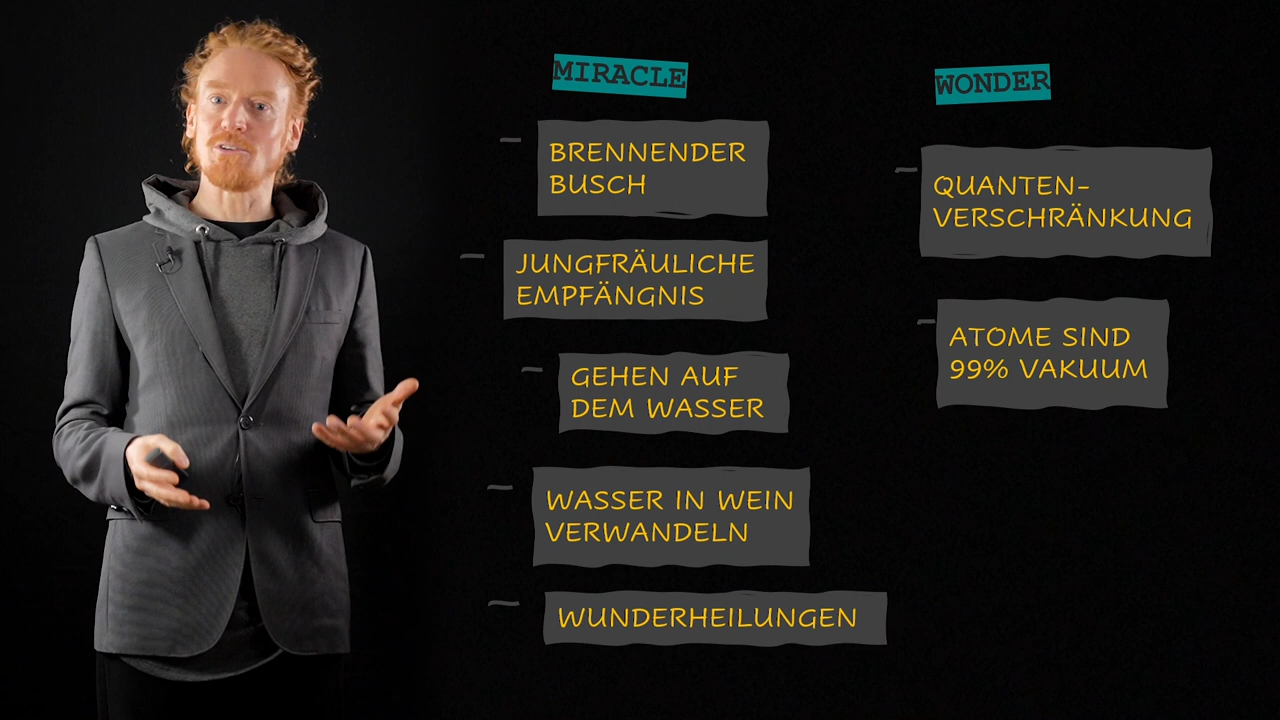 MIRACLE
BRENNENDER
BUSCH
JUNGFRÄULICHE
EMPFÄNGNIS
GEHEN AUF
DEM WASSER
WASSER IN WEIN
VERWANDELN
WUNDERHEILUNGEN
WONDER
QUANTEN-
VERSCHRÄNKUNG
ATOME SIND
99% VAKUUM